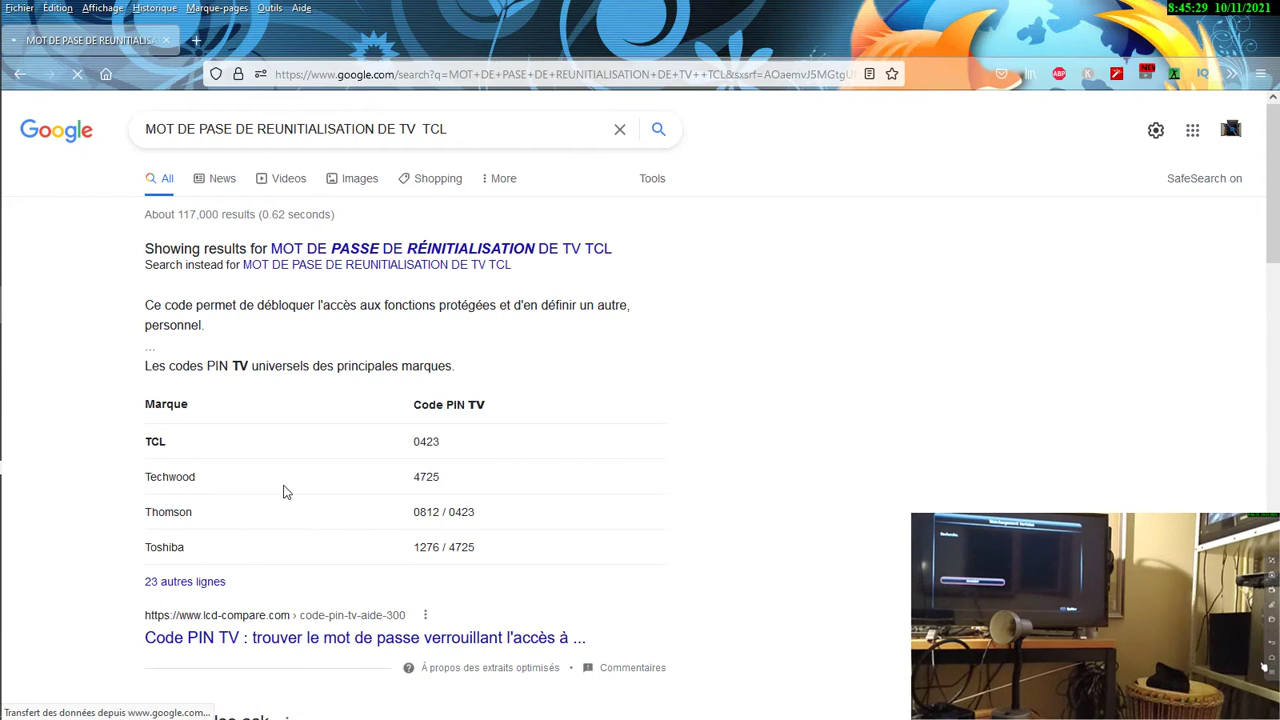 Fichier Édition Affichage Historique Marque-pages Outils Aide
8:45:29 10/11/2021
MOT DE PASE DE REUNITIALISA
https://www.google.com/search?q=MOT+DE+PASE+DE+REUNITIALISATION+DE+TV++TCL&sxsrf=AOaemvJ5MGtgU
Google
MOT DE PASE DE REUNITIALISATION DE TV  TCL
All News Videos Images Shopping More Tools
SafeSearch on
About 117,000 results (0.62 seconds)
Showing results for MOT DE PASSE DE RÉINITIALISATION DE TV TCL
Search instead for MOT DE PASE DE REUNITIALISATION DE TV TCL
Ce code permet de débloquer l'accès aux fonctions protégées et d'en définir un autre,
personnel.
...
Les codes PIN TV universels des principales marques.
Marque Code PIN TV
TCL 0423
Techwood 4725
Thomson 0812 / 0423
Toshiba 1276 / 4725
23 autres lignes
https://www.lcd-compare.com › code-pin-tv-aide-300
Code PIN TV : trouver le mot de passe verrouillant l'accès à ...
À propos des extraits optimisés • Commentaires
Transfert des données depuis www.google.com...